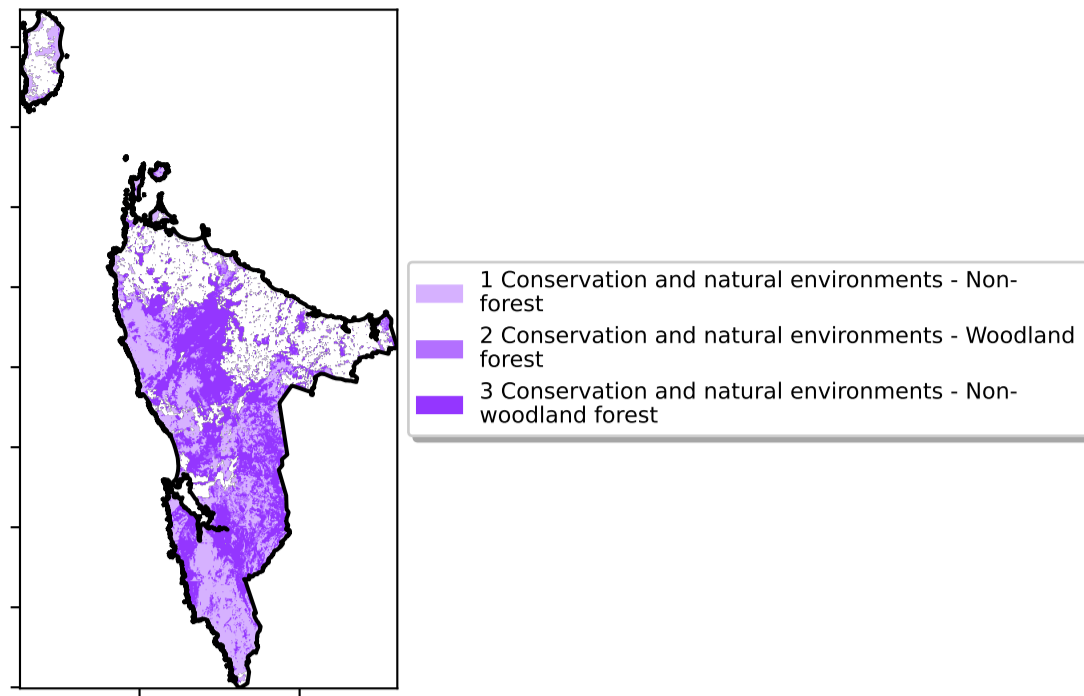 1 Conservation and natural environments - Non-
forest
2 Conservation and natural environments - Woodland
forest
3 Conservation and natural environments - Non-
woodland forest